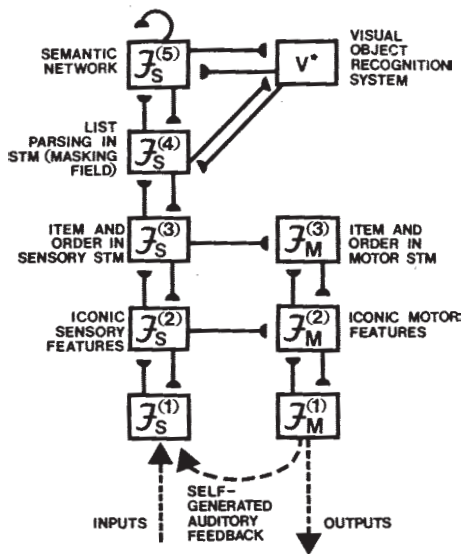 SEMANTIC
NETWORK
ℱS(5)
V*
VISUAL
OBJECT
RECOGNITION
SYSTEM
LIST
PARSING IN
STM (MASKING
FIELD)
ℱS(4)
ITEM AND
ORDER IN
SENSORY STM
ℱS(3)
ℱM(3)
ITEM AND
ORDER IN
MOTOR STM
ICONIC
SENSORY
FEATURES
ℱS(2)
ℱM(2)
ICONIC MOTOR
FEATURES
ℱS(1)
ℱM(1)
INPUTS
SELF-
GENERATED
AUDITORY
FEEDBACK
OUTPUTS